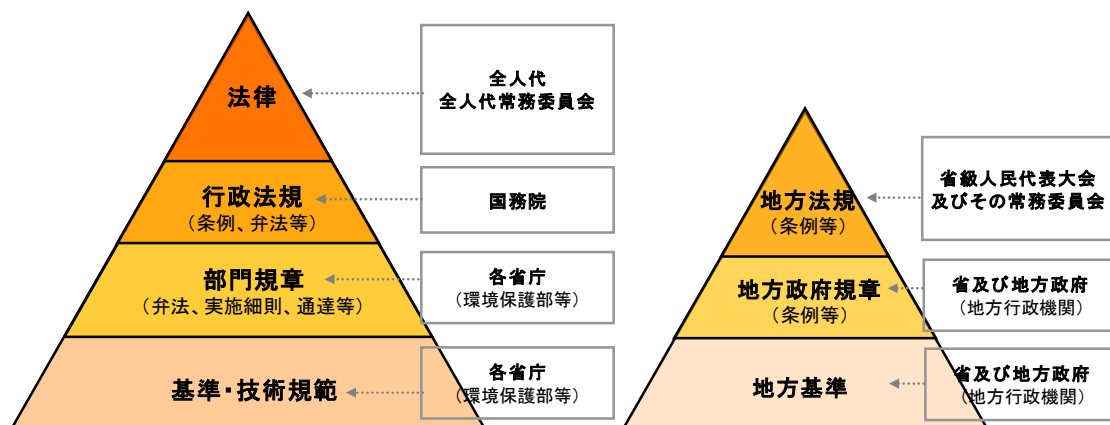 法律
全人代
全人代常務委員会
行政法規
（条例、弁法等）
国務院
部門規章
（弁法、実施細則、通達等）
各省庁
（環境保護部等）
基準・技術規範
各省庁
（環境保護部等）
地方法規
（条例等）
省級人民代表大会
及びその常務委員会
地方政府規章
（条例等）
省及び地方政府
（地方行政機関）
地方基準
省及び地方政府
（地方行政機関）